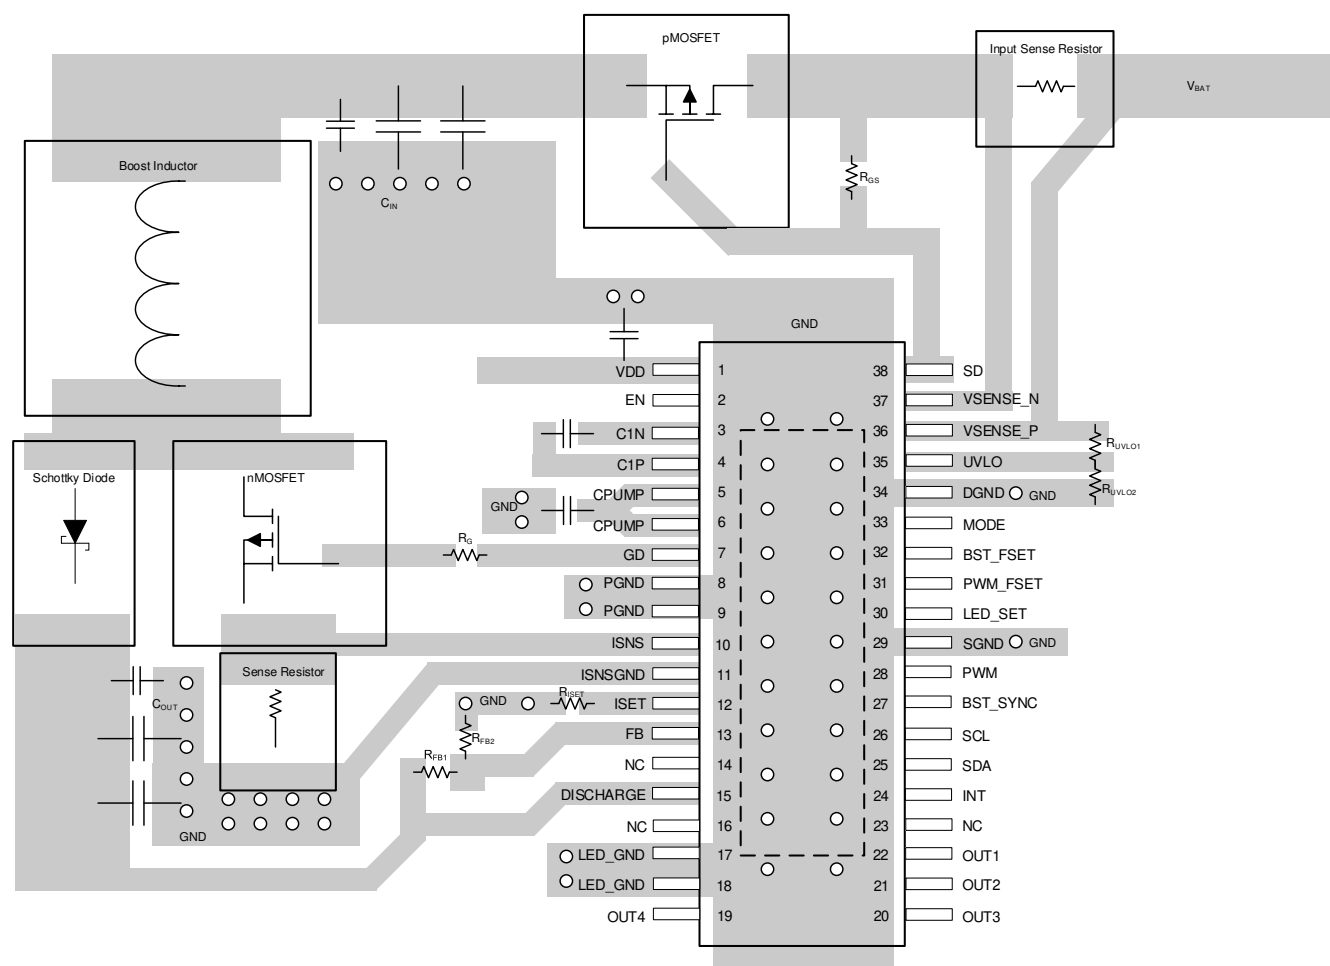 pMOSFET
Input Sense Resistor
VBAT
Boost Inductor
RGS
CIN
GND
VDD 1 38 SD
EN 2 37 VSENSE_N
C1N 3 36 VSENSE_P
RUVLO1
C1P 4 35 UVLO
Schottky Diode
nMOSFET
CPUMP 5 34 DGND GND
RUVLO2
GND
CPUMP 6 33 MODE
RG
GD 7 32 BST_FSET
PGND 8 31 PWM_FSET
PGND 9 30 LED_SET
ISNS 10 29 SGND GND
Sense Resistor
ISNSGND 11 28 PWM
COUT
GND
RISET
ISET 12 27 BST_SYNC
FB 13 26 SCL
RFB2
RFB1
NC 14 25 SDA
DISCHARGE 15 24 INT
GND
NC 16 23 NC
LED_GND 17 22 OUT1
LED_GND 18 21 OUT2
OUT4 19 20 OUT3